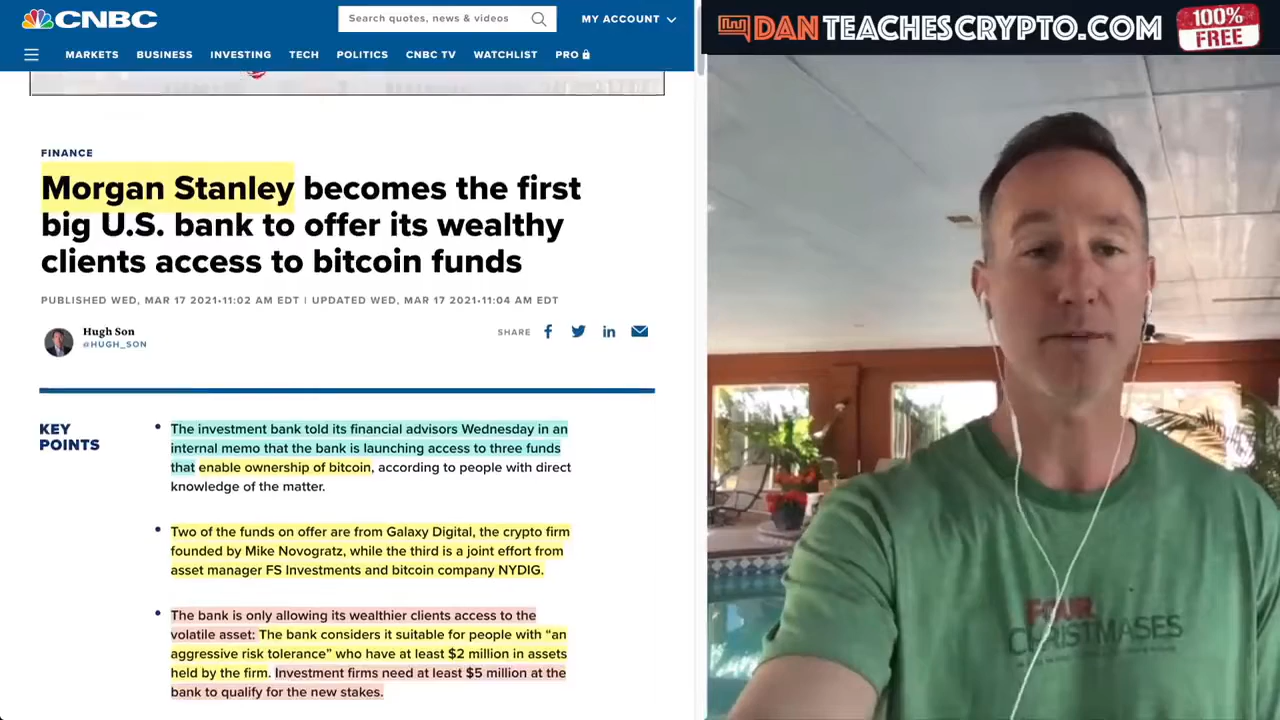 CNBC
Search quotes, news & videos
MY ACCOUNT
MARKETS BUSINESS INVESTING TECH POLITICS CNBC TV WATCHLIST PRO
FINANCE
Morgan Stanley becomes the first
big U.S. bank to offer its wealthy
clients access to bitcoin funds
PUBLISHED WED, MAR 17 2021•11:02 AM EDT | UPDATED WED, MAR 17 2021•11:04 AM EDT
Hugh Son
@HUGH_SON
SHARE
KEY
POINTS
• The investment bank told its financial advisors Wednesday in an
internal memo that the bank is launching access to three funds
that enable ownership of bitcoin, according to people with direct
knowledge of the matter.
• Two of the funds on offer are from Galaxy Digital, the crypto firm
founded by Mike Novogratz, while the third is a joint effort from
asset manager FS Investments and bitcoin company NYDIG.
• The bank is only allowing its wealthier clients access to the
volatile asset: The bank considers it suitable for people with “an
aggressive risk tolerance” who have at least $2 million in assets
held by the firm. Investment firms need at least $5 million at the
bank to qualify for the new stakes.
DANTEACHESCRYPTO.COM
100%
FREE
FOUR
CHRISTMASES